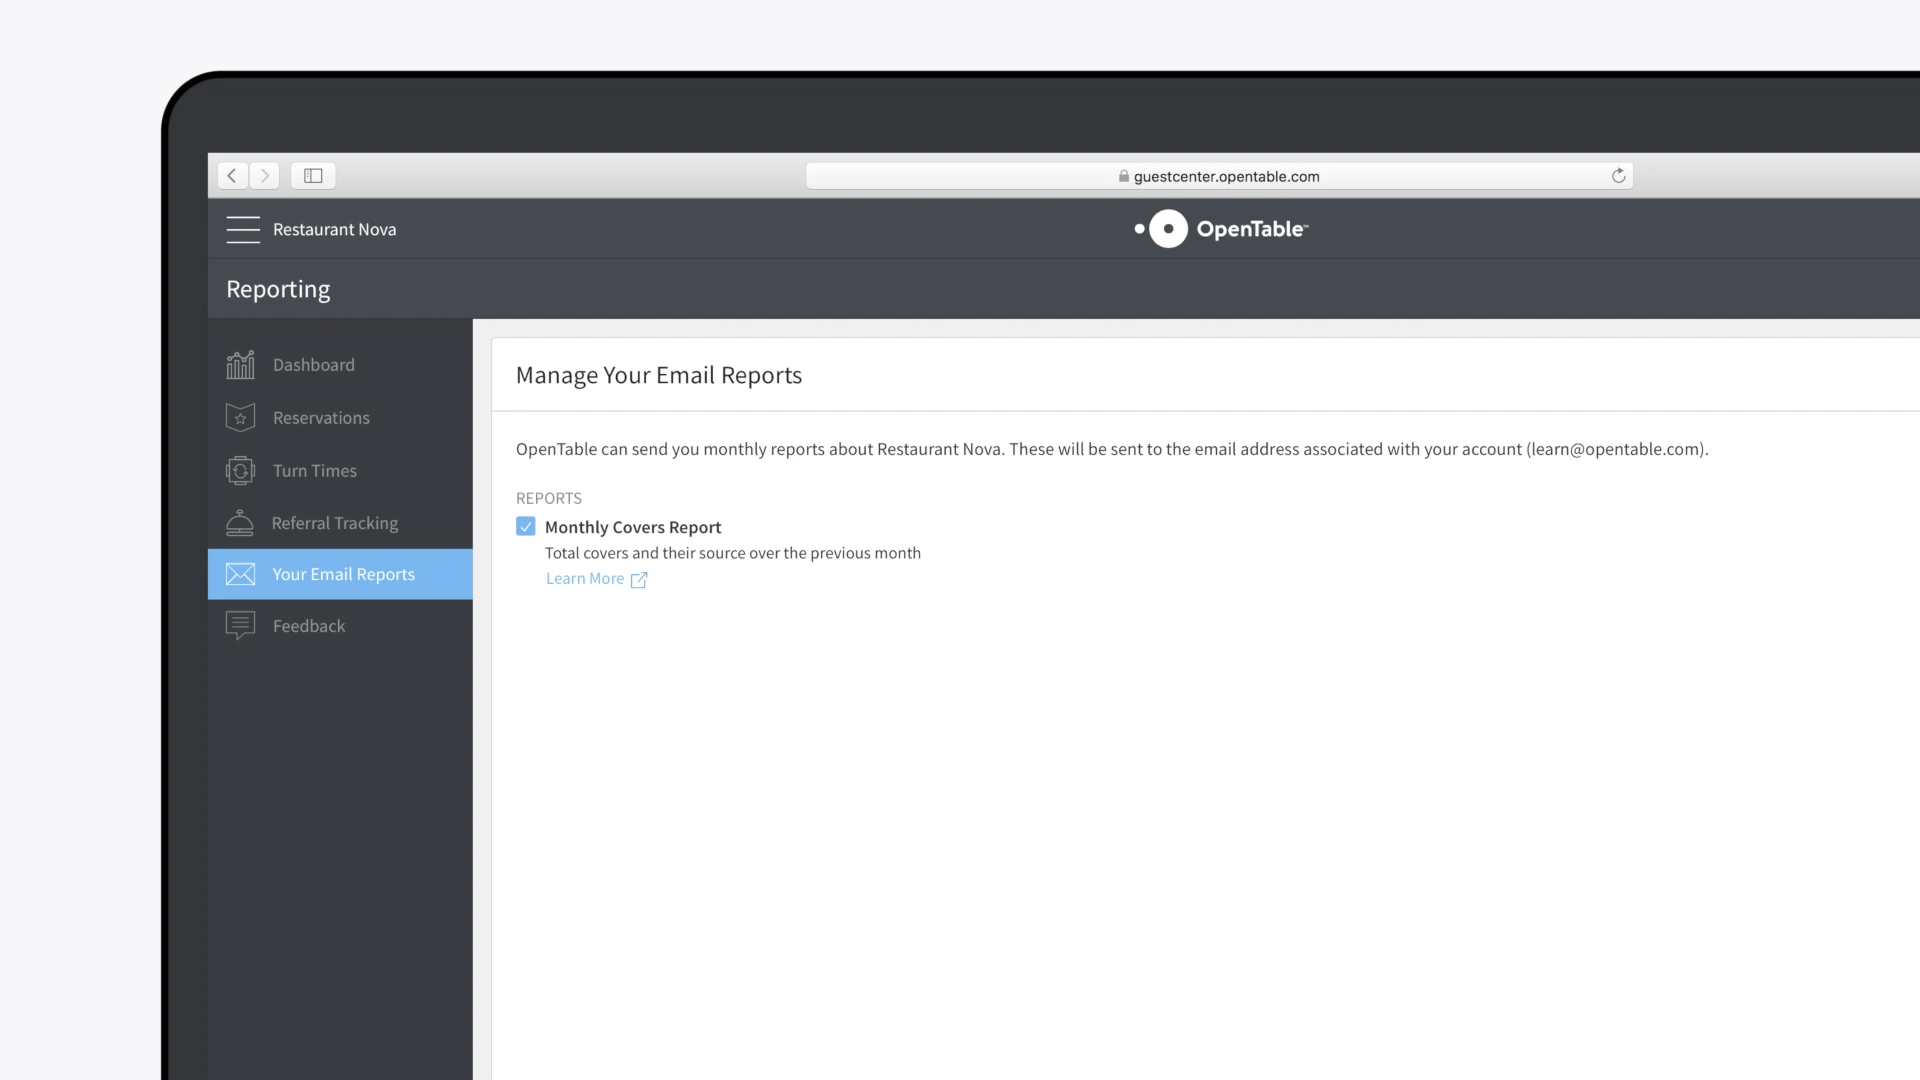 guestcenter.opentable.com
Restaurant Nova
OpenTable™
Reporting
Dashboard
Reservations
Turn Times
Referral Tracking
Your Email Reports
Feedback
Manage Your Email Reports
OpenTable can send you monthly reports about Restaurant Nova. These will be sent to the email address associated with your account (learn@opentable.com).
REPORTS
Monthly Covers Report
Total covers and their source over the previous month
Learn More